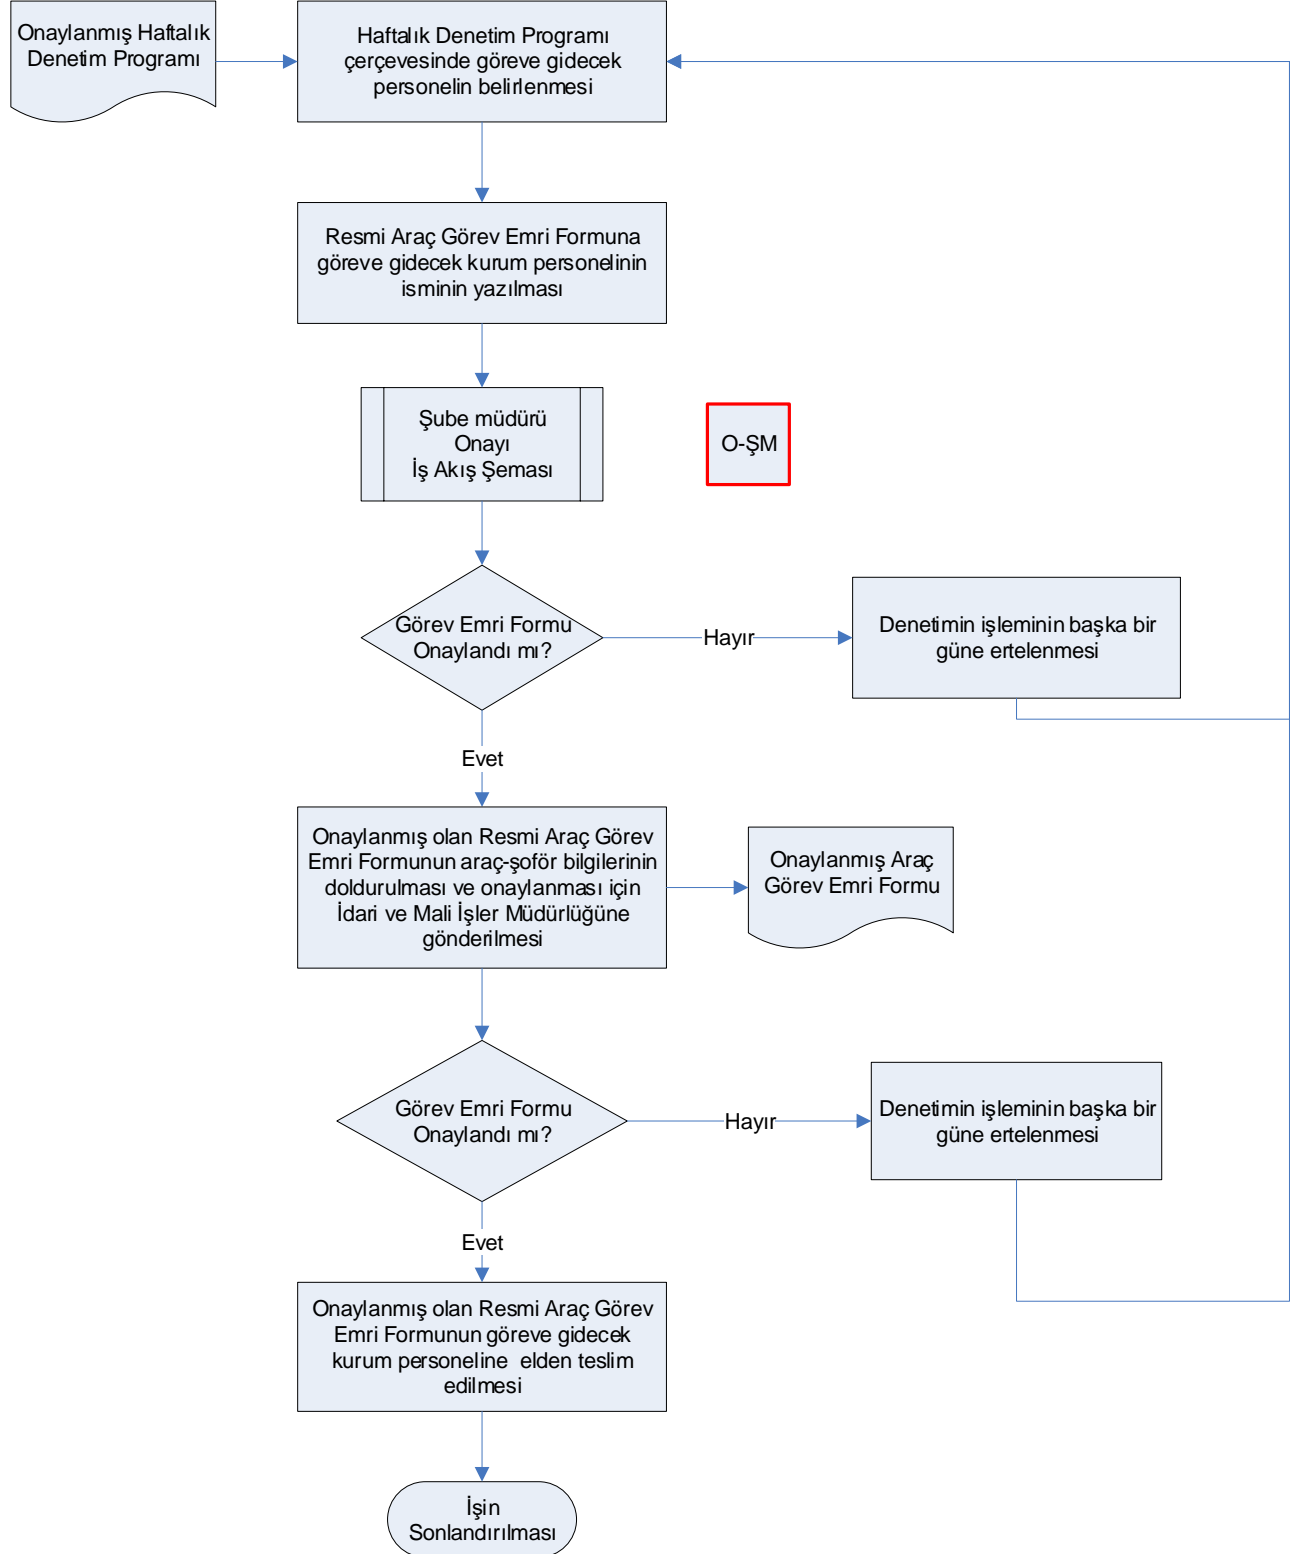 Onaylanmış Haftalık
Denetim Programı
Haftalık Denetim Programı
çerçevesinde göreve gidecek
personelin belirlenmesi
Resmi Araç Görev Emri Formuna
göreve gidecek kurum personelinin
isminin yazılması
Şube müdürü
Onayı
İş Akış Şeması
O-ŞM
Görev Emri Formu
Onaylandı mı?
Hayır
Denetimin işleminin başka bir
güne ertelenmesi
Evet
Onaylanmış olan Resmi Araç Görev
Emri Formunun araç-şoför bilgilerinin
doldurulması ve onaylanması için
İdari ve Mali İşler Müdürlüğüne
gönderilmesi
Onaylanmış Araç
Görev Emri Formu
Görev Emri Formu
Onaylandı mı?
Hayır
Denetimin işleminin başka bir
güne ertelenmesi
Evet
Onaylanmış olan Resmi Araç Görev
Emri Formunun göreve gidecek
kurum personeline elden teslim
edilmesi
İşin
Sonlandırılması